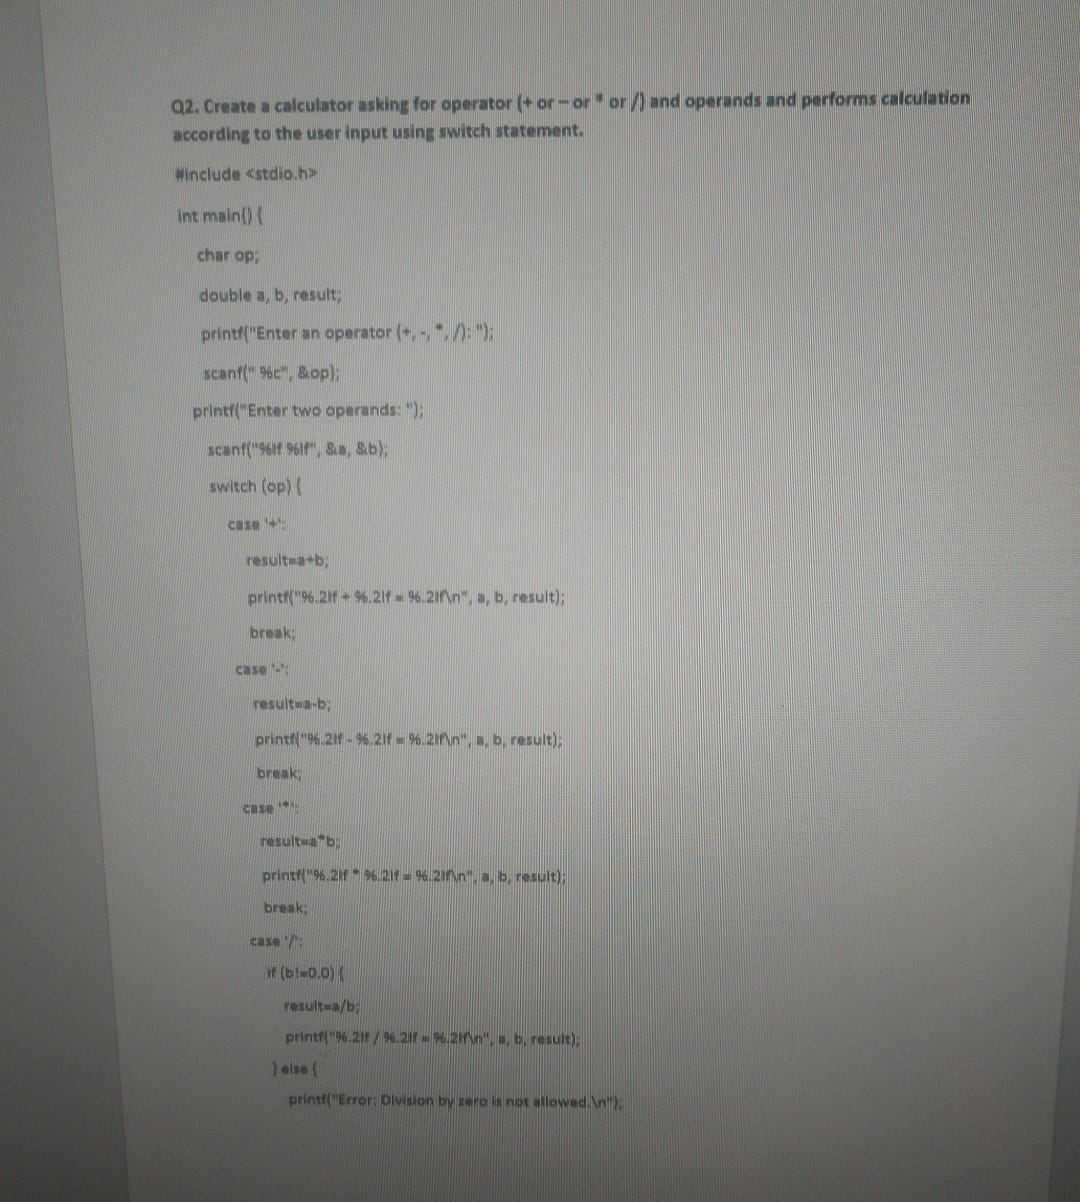 Q2. Create a calculator asking for operator (+ or – or * or /) and operands and performs calculation
according to the user input using switch statement.
#include <stdio.h>
int main() {
char op;
double a, b, result;
printf("Enter an operator (+, -, *, /): ");
scanf(" %c", &op);
printf("Enter two operands: ");
scanf("%lf %lf", &a, &b);
switch (op) {
case '+':
result=a+b;
printf("%.2lf + %.2lf = %.2lf\n", a, b, result);
break;
case '-':
result=a-b;
printf("%.2lf - %.2lf = %.2lf\n", a, b, result);
break;
case '*':
result=a*b;
printf("%.2lf * %.2lf = %.2lf\n", a, b, result);
break;
case '/':
if (b!=0.0) {
result=a/b;
printf("%.2lf / %.2lf = %.2lf\n", a, b, result);
} else {
printf("Error: Division by zero is not allowed.\n");